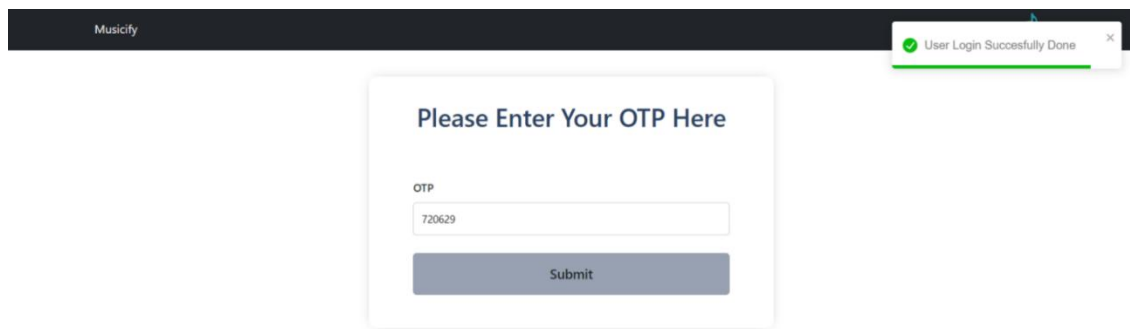 Musicify
User Login Succesfully Done
Please Enter Your OTP Here
OTP
720629
Submit